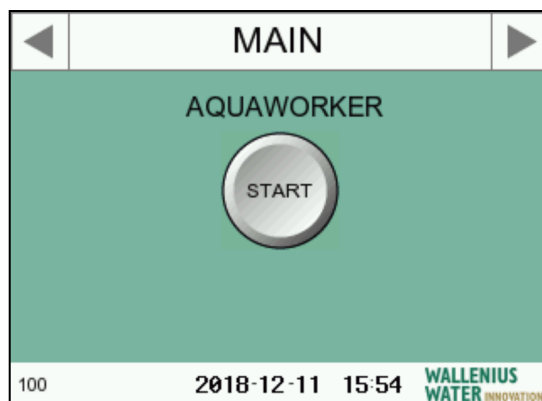 MAIN
AQUAWORKER
START
100 2018-12-11 15:54 WALLENIUS
WATER INNOVATION